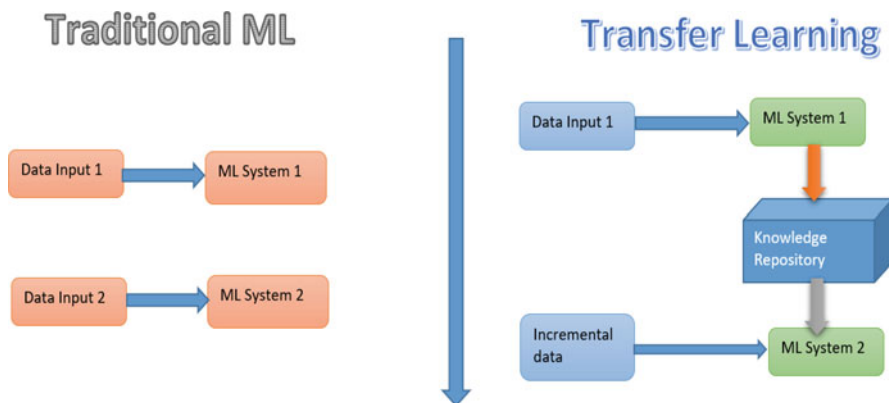 Traditional ML
Data Input 1
ML System 1
Data Input 2
ML System 2
Transfer Learning
Data Input 1
ML System 1
Knowledge
Repository
Incremental
data
ML System 2